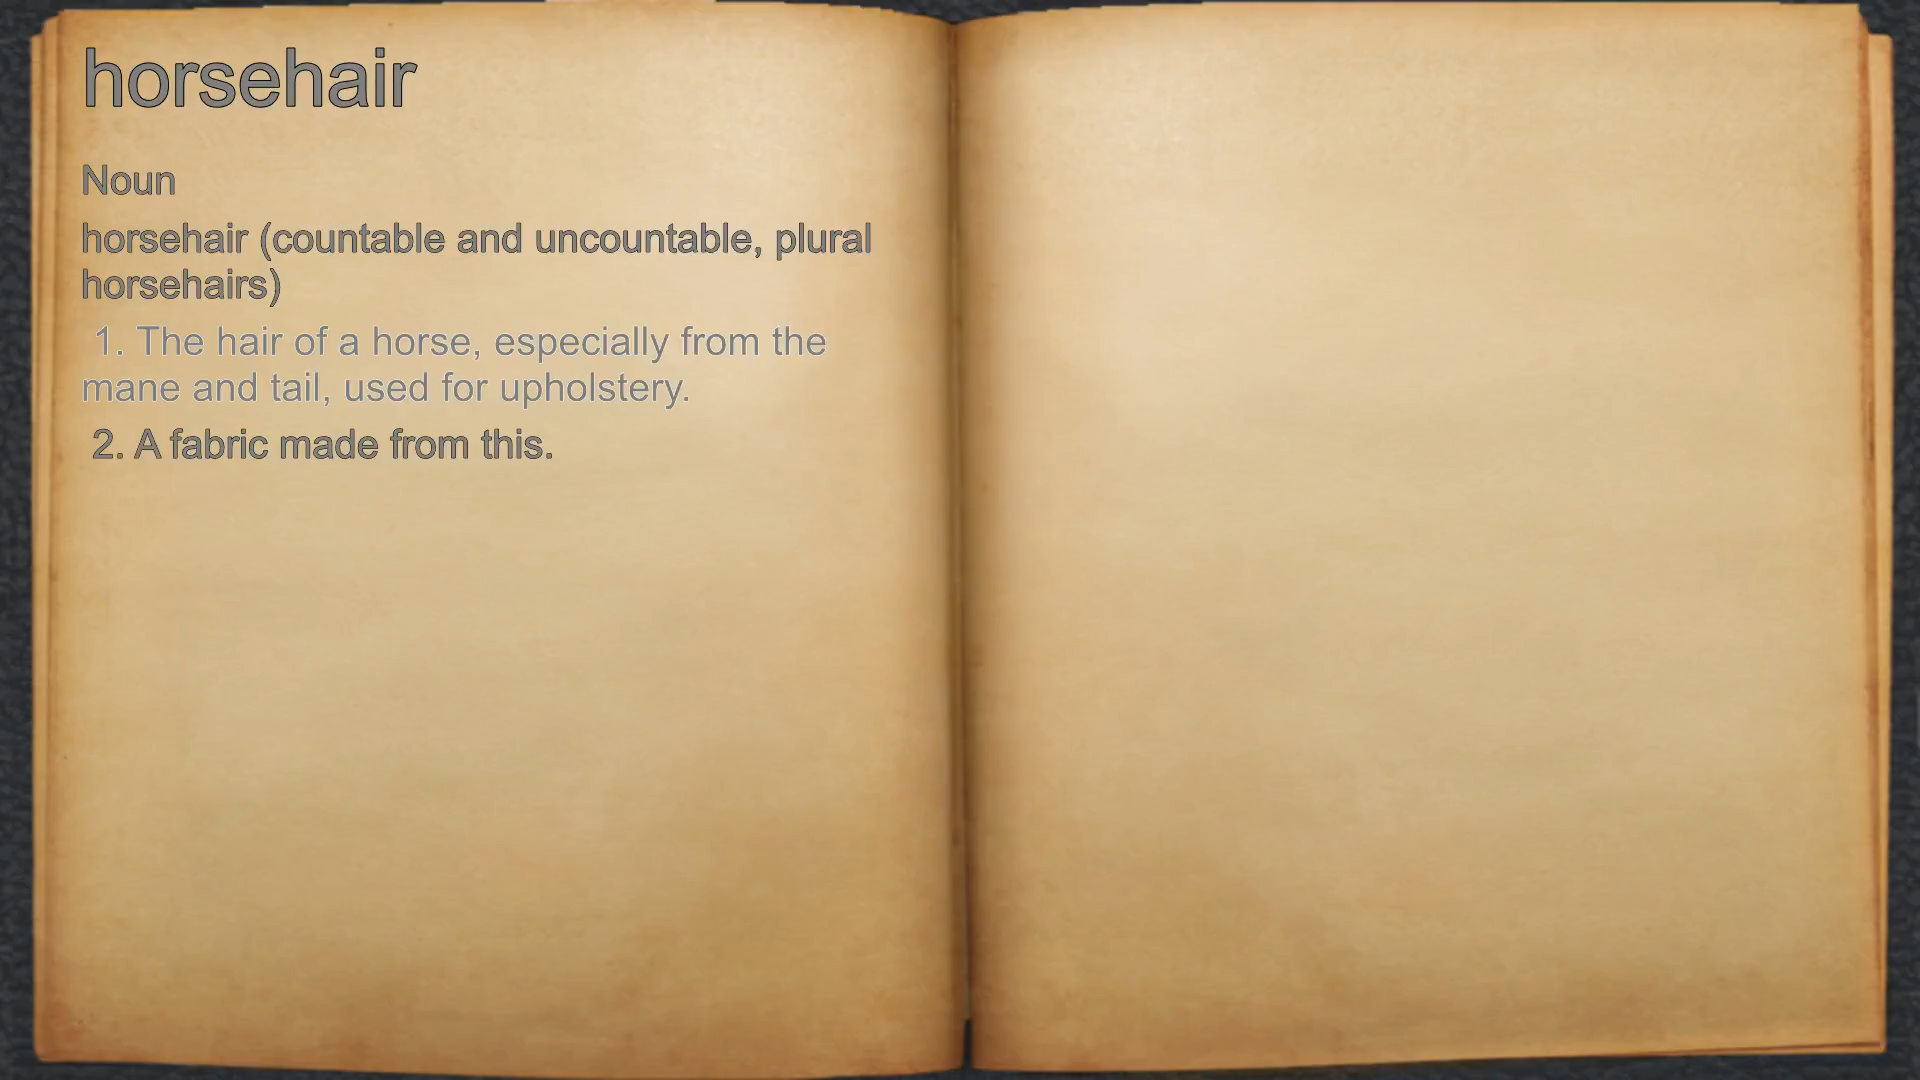 horsehair
Noun
horsehair (countable and uncountable, plural
horsehairs)
1. The hair of a horse, especially from the
mane and tail, used for upholstery.
2. A fabric made from this.